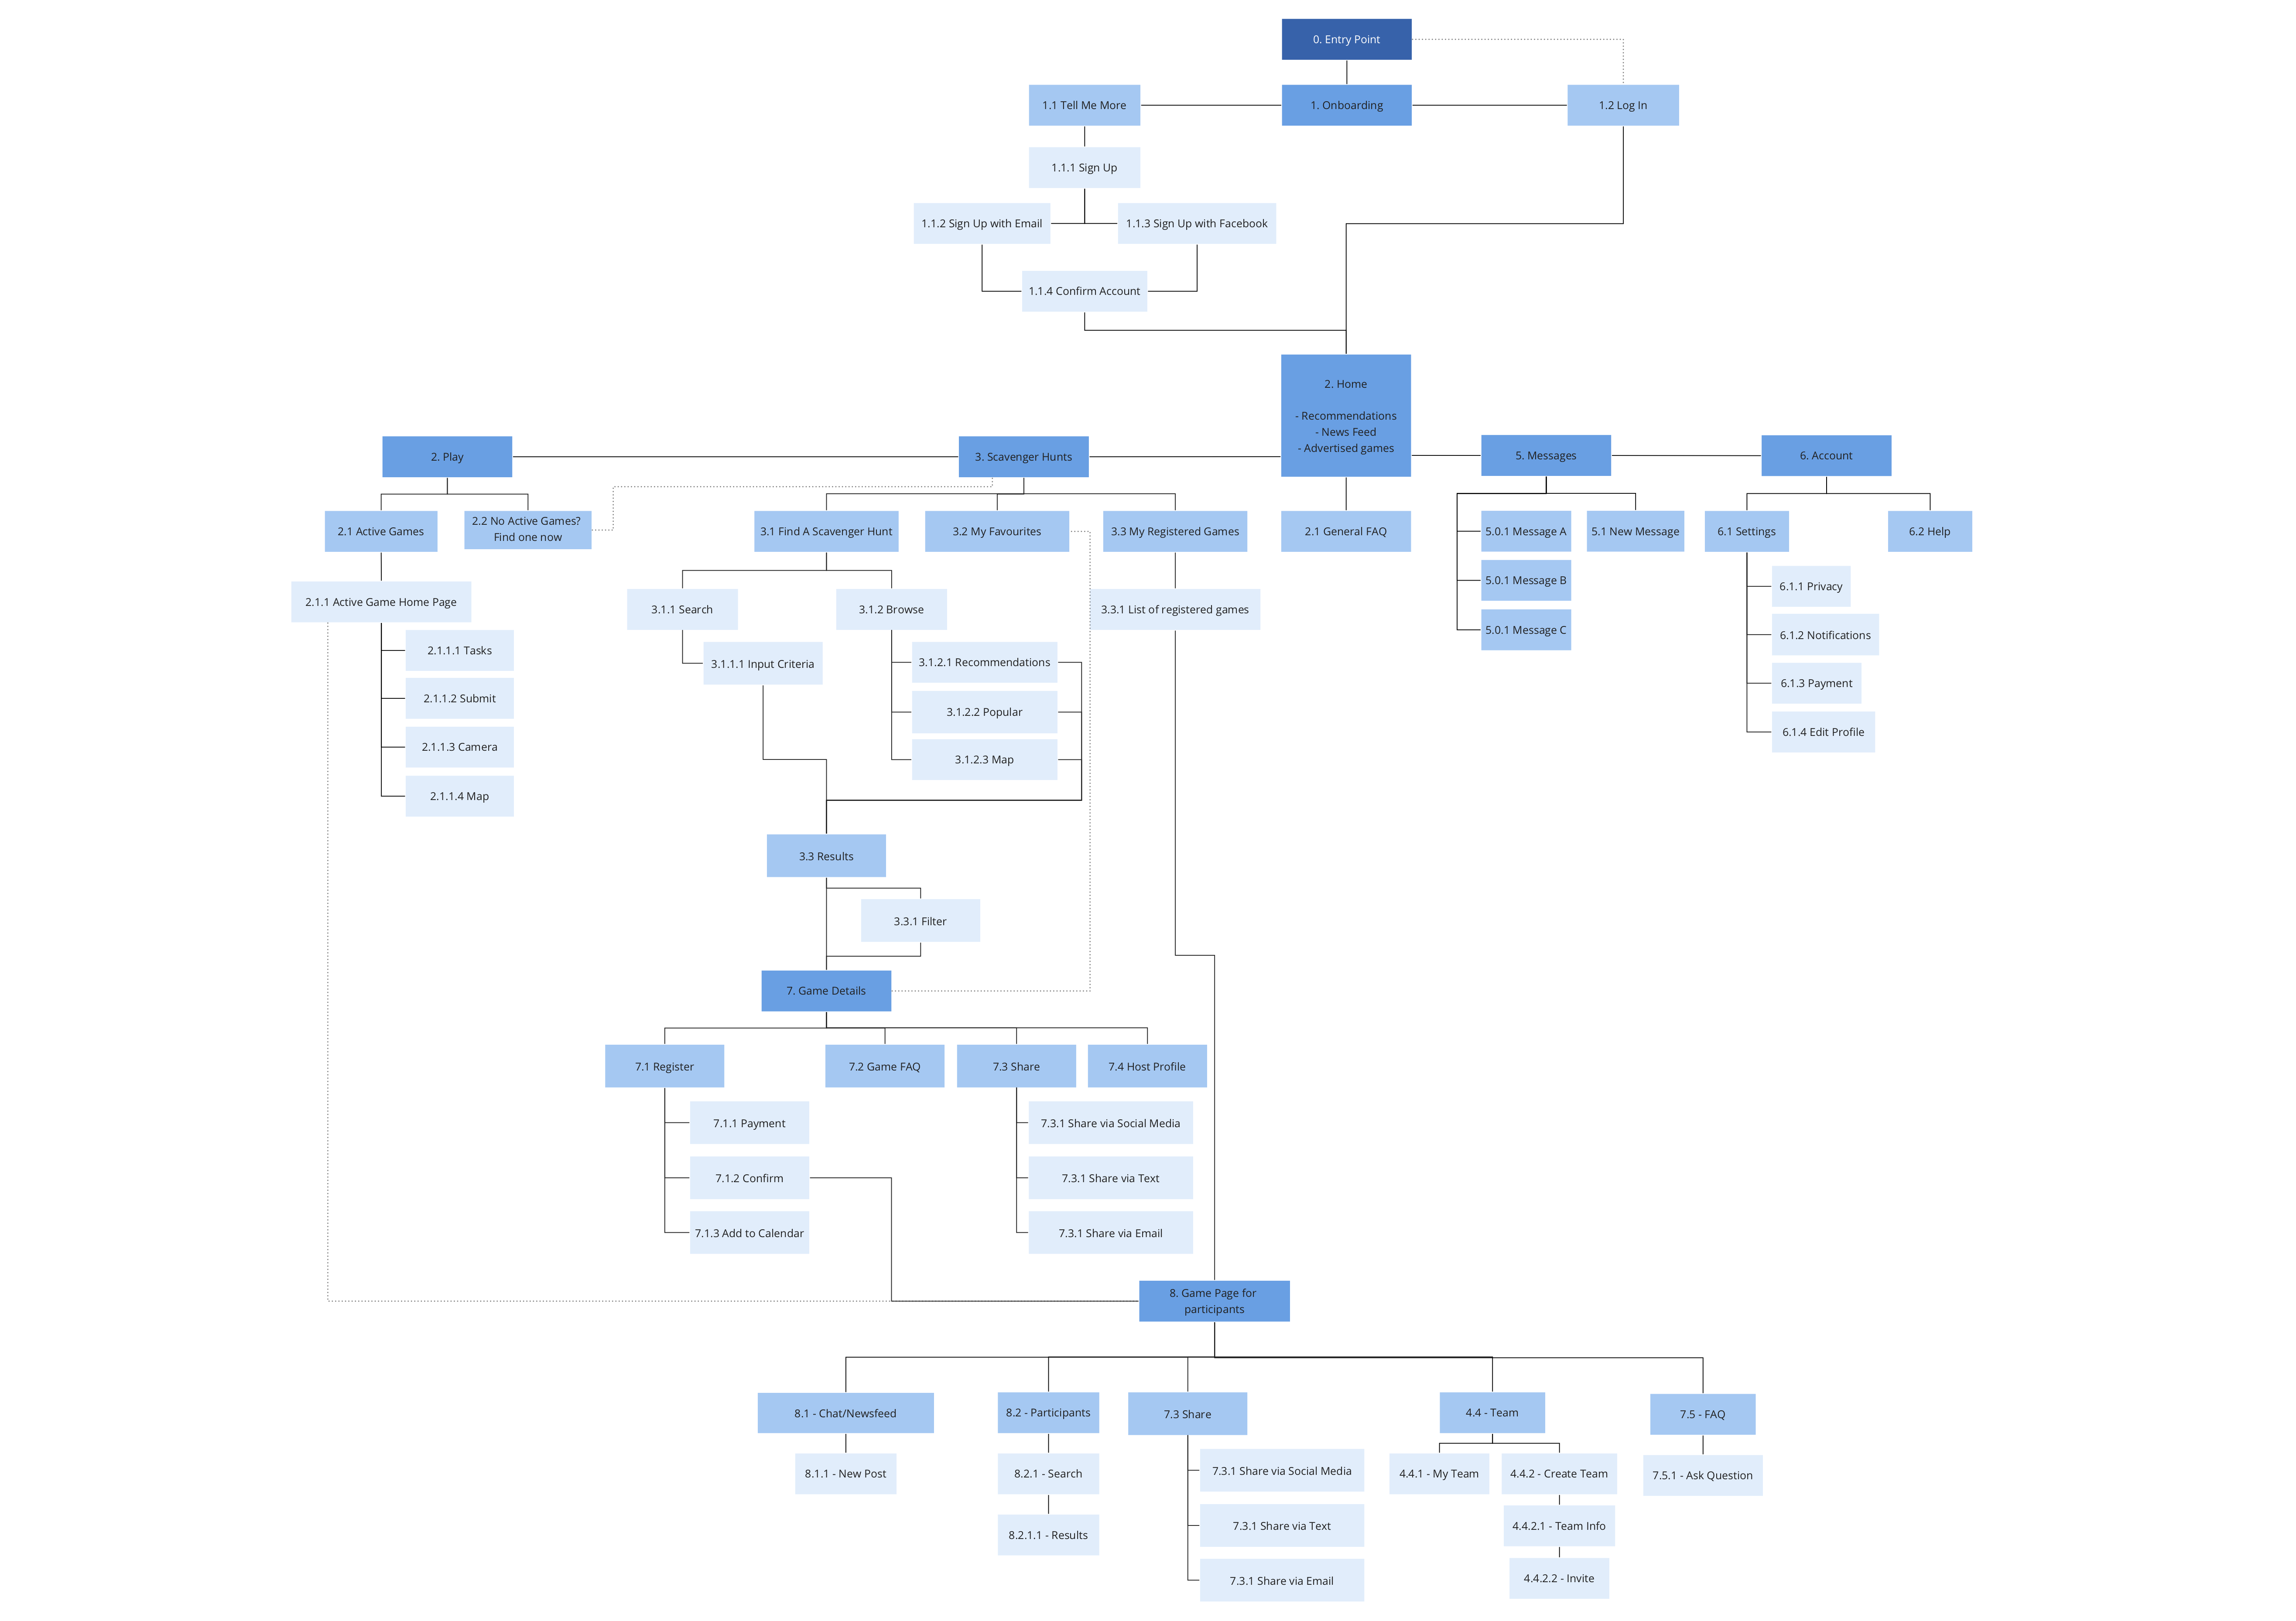 0. Entry Point
1.1 Tell Me More
1. Onboarding
1.2 Log In
1.1.1 Sign Up
1.1.2 Sign Up with Email
1.1.3 Sign Up with Facebook
1.1.4 Confirm Account
2. Home
- Recommendations
- News Feed
- Advertised games
2. Play
3. Scavenger Hunts
5. Messages
6. Account
2.1 Active Games
2.2 No Active Games?
Find one now
3.1 Find A Scavenger Hunt
3.2 My Favourites
3.3 My Registered Games
2.1 General FAQ
5.0.1 Message A
5.1 New Message
6.1 Settings
6.2 Help
5.0.1 Message B
5.0.1 Message C
6.1.1 Privacy
6.1.2 Notifications
6.1.3 Payment
6.1.4 Edit Profile
2.1.1 Active Game Home Page
2.1.1.1 Tasks
2.1.1.2 Submit
2.1.1.3 Camera
2.1.1.4 Map
3.1.1 Search
3.1.2 Browse
3.3.1 List of registered games
3.1.1.1 Input Criteria
3.1.2.1 Recommendations
3.1.2.2 Popular
3.1.2.3 Map
3.3 Results
3.3.1 Filter
7. Game Details
7.1 Register
7.2 Game FAQ
7.3 Share
7.4 Host Profile
7.1.1 Payment
7.1.2 Confirm
7.1.3 Add to Calendar
7.3.1 Share via Social Media
7.3.1 Share via Text
7.3.1 Share via Email
8. Game Page for
participants
8.1 - Chat/Newsfeed
8.2 - Participants
7.3 Share
4.4 - Team
7.5 - FAQ
8.1.1 - New Post
8.2.1 - Search
8.2.1.1 - Results
7.3.1 Share via Social Media
7.3.1 Share via Text
7.3.1 Share via Email
4.4.1 - My Team
4.4.2 - Create Team
4.4.2.1 - Team Info
4.4.2.2 - Invite
7.5.1 - Ask Question